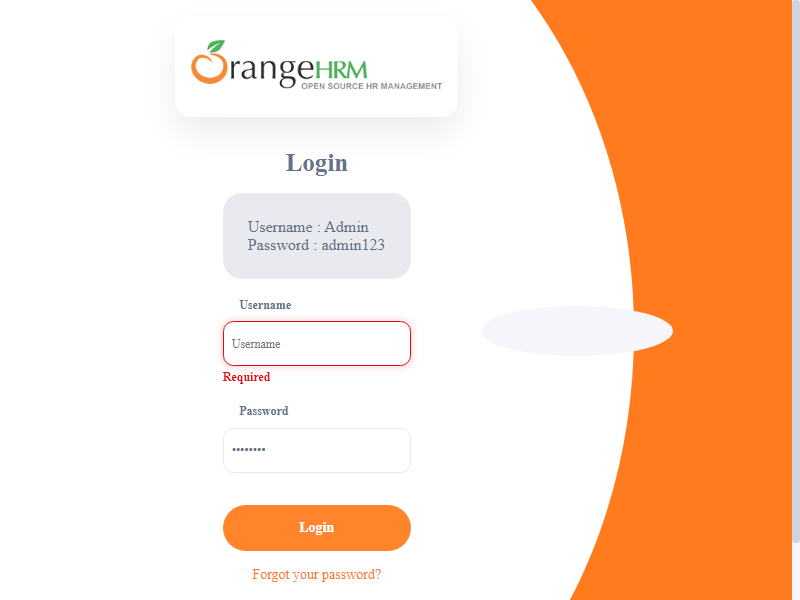 OrangeHRM
OPEN SOURCE HR MANAGEMENT
Login
Username : Admin
Password : admin123
Username
Username
Required
Password
••••••••
Login
Forgot your password?